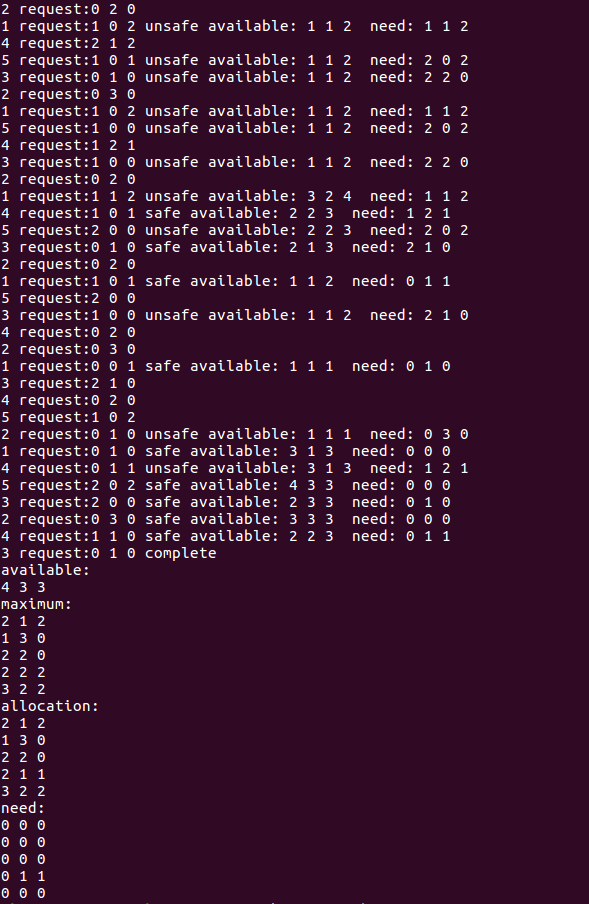 2 request:0 2 0
1 request:1 0 2 unsafe available: 1 1 2  need: 1 1 2
4 request:2 1 2
5 request:1 0 1 unsafe available: 1 1 2  need: 2 0 2
3 request:0 1 0 unsafe available: 1 1 2  need: 2 2 0
2 request:0 3 0
1 request:1 0 2 unsafe available: 1 1 2  need: 1 1 2
5 request:1 0 0 unsafe available: 1 1 2  need: 2 0 2
4 request:1 2 1
3 request:1 0 0 unsafe available: 1 1 2  need: 2 2 0
2 request:0 2 0
1 request:1 1 2 unsafe available: 3 2 4  need: 1 1 2
4 request:1 0 1 safe available: 2 2 3  need: 1 2 1
5 request:2 0 0 unsafe available: 2 2 3  need: 2 0 2
3 request:0 1 0 safe available: 2 1 3  need: 2 1 0
2 request:0 2 0
1 request:1 0 1 safe available: 1 1 2  need: 0 1 1
5 request:2 0 0
3 request:1 0 0 unsafe available: 1 1 2  need: 2 1 0
4 request:0 2 0
2 request:0 3 0
1 request:0 0 1 safe available: 1 1 1  need: 0 1 0
3 request:2 1 0
4 request:0 2 0
5 request:1 0 2
2 request:0 1 0 unsafe available: 1 1 1  need: 0 3 0
1 request:0 1 0 safe available: 3 1 3  need: 0 0 0
4 request:0 1 1 unsafe available: 3 1 3  need: 1 2 1
5 request:2 0 2 safe available: 4 3 3  need: 0 0 0
3 request:2 0 0 safe available: 2 3 3  need: 0 1 0
2 request:0 3 0 safe available: 3 3 3  need: 0 0 0
4 request:1 1 0 safe available: 2 2 3  need: 0 1 1
3 request:0 1 0 complete
available:
4 3 3
maximum:
2 1 2
1 3 0
2 2 0
2 2 2
3 2 2
allocation:
2 1 2
1 3 0
2 2 0
2 1 1
3 2 2
need:
0 0 0
0 0 0
0 0 0
0 1 1
0 0 0